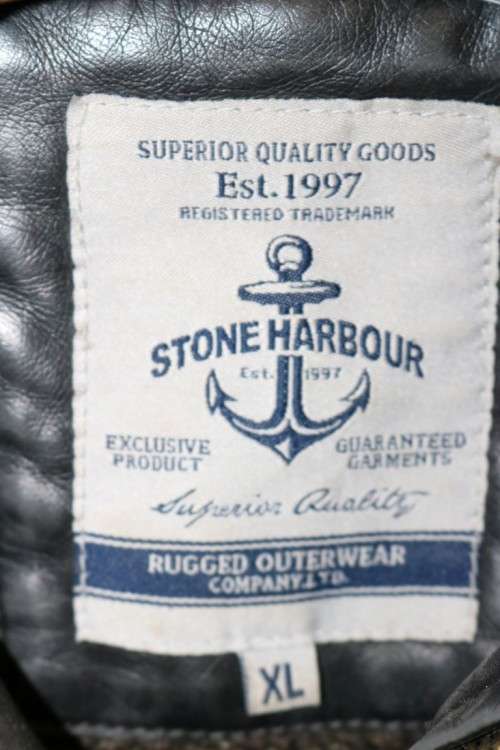 SUPERIOR QUALITY GOODS
Est.1997
REGISTERED TRADEMARK
STONE HARBOUR
Est. 1997
EXCLUSIVE PRODUCT
GUARANTEED GARMENTS
Superior Quality
RUGGED OUTERWEAR
COMPANY.LTD.
XL